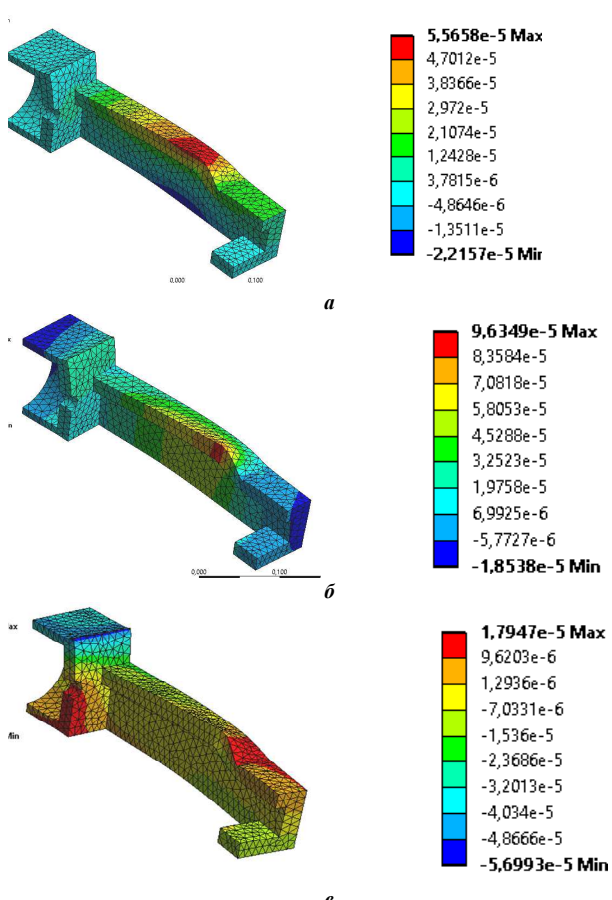 5,5658e-5 Max
4,7012e-5
3,8366e-5
2,972e-5
2,1074e-5
1,2428e-5
3,7815e-6
-4,8646e-6
-1,3511e-5
-2,2157e-5 Min
0,000 0,100
а
9,6349e-5 Max
8,3584e-5
7,0818e-5
5,8053e-5
4,5288e-5
3,2523e-5
1,9758e-5
6,9925e-6
-5,7727e-6
-1,8538e-5 Min
0,000 0,100
б
1,7947e-5 Max
9,6203e-6
1,2936e-6
-7,0331e-6
-1,536e-5
-2,3686e-5
-3,2013e-5
-4,034e-5
-4,8666e-5
-5,6993e-5 Min